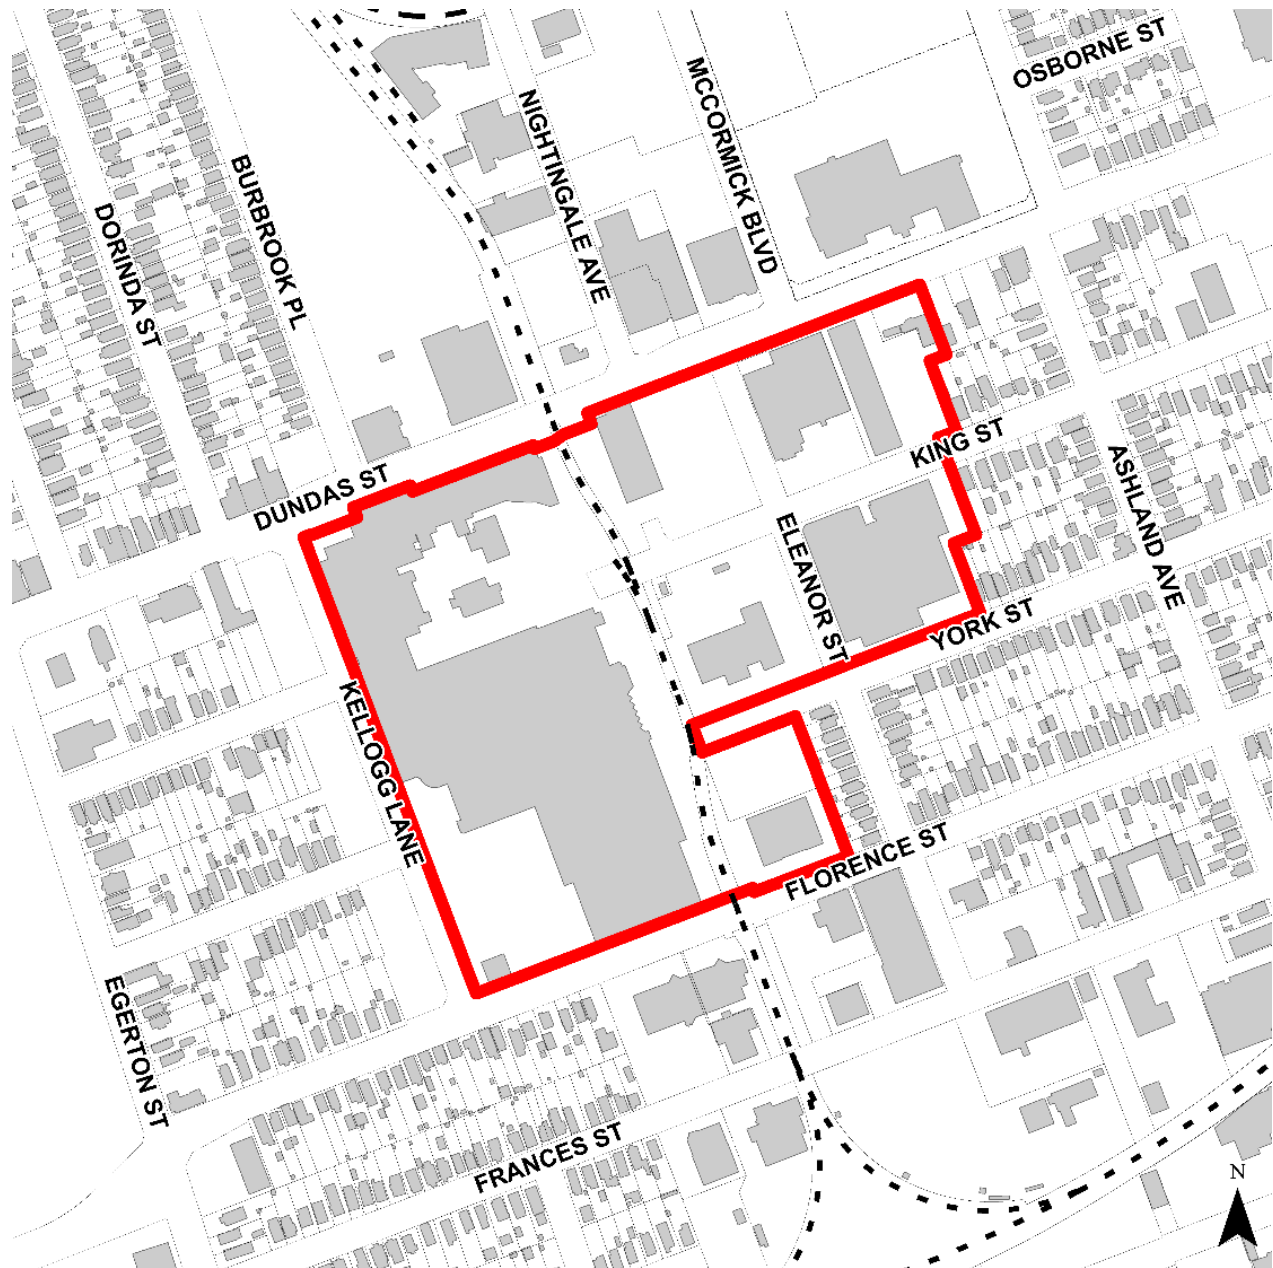 OSBORNE ST
MCCORMICK BLVD
NIGHTINGALE AVE
BURBROOK PL
DORINDA ST
DUNDAS ST
KING ST
ASHLAND AVE
ELEANOR ST
YORK ST
KELLOGG LANE
FLORENCE ST
EGERTON ST
FRANCES ST
N